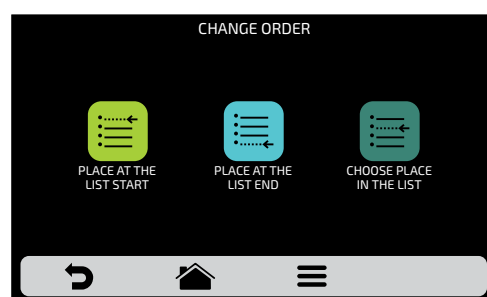 CHANGE ORDER
PLACE AT THE
LIST START
PLACE AT THE
LIST END
CHOOSE PLACE
IN THE LIST